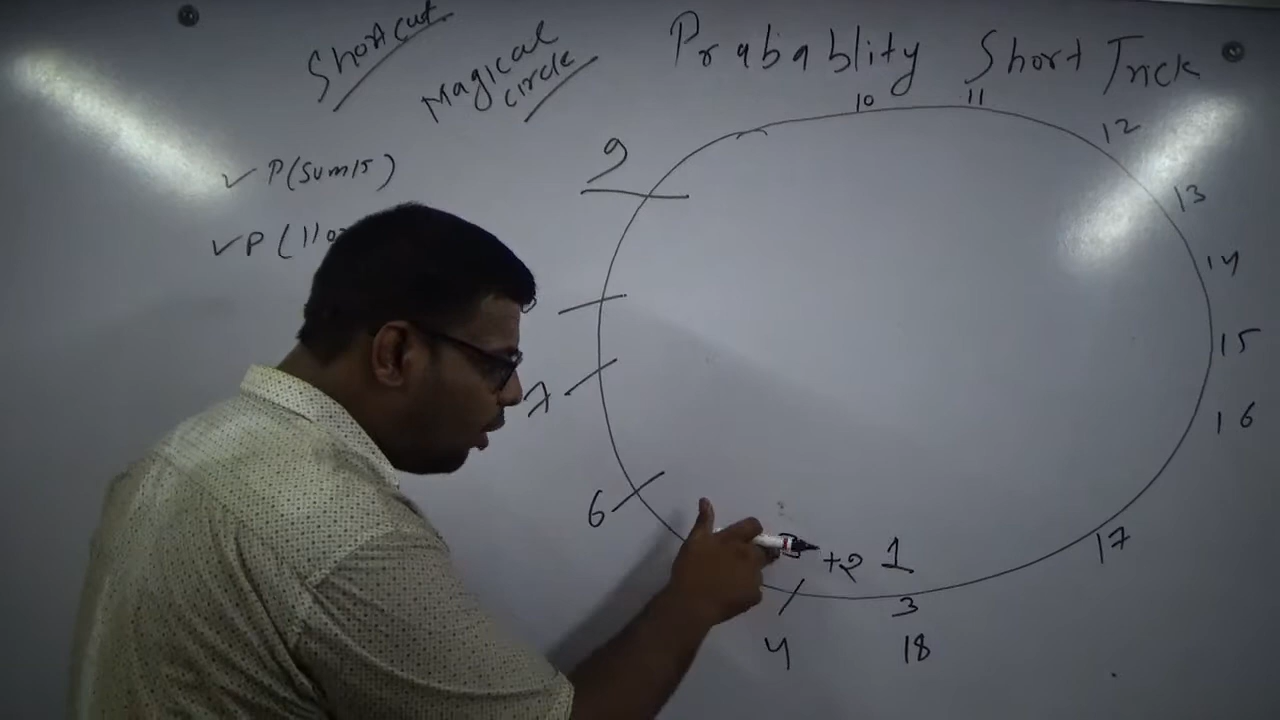 Shortcut
Magical
circle
Prabablity Short Trick
✓ P(Sum15)
✓ P(11o
9
10
11
12
13
14
15
16
17
7
6
+2 1
3
4
18